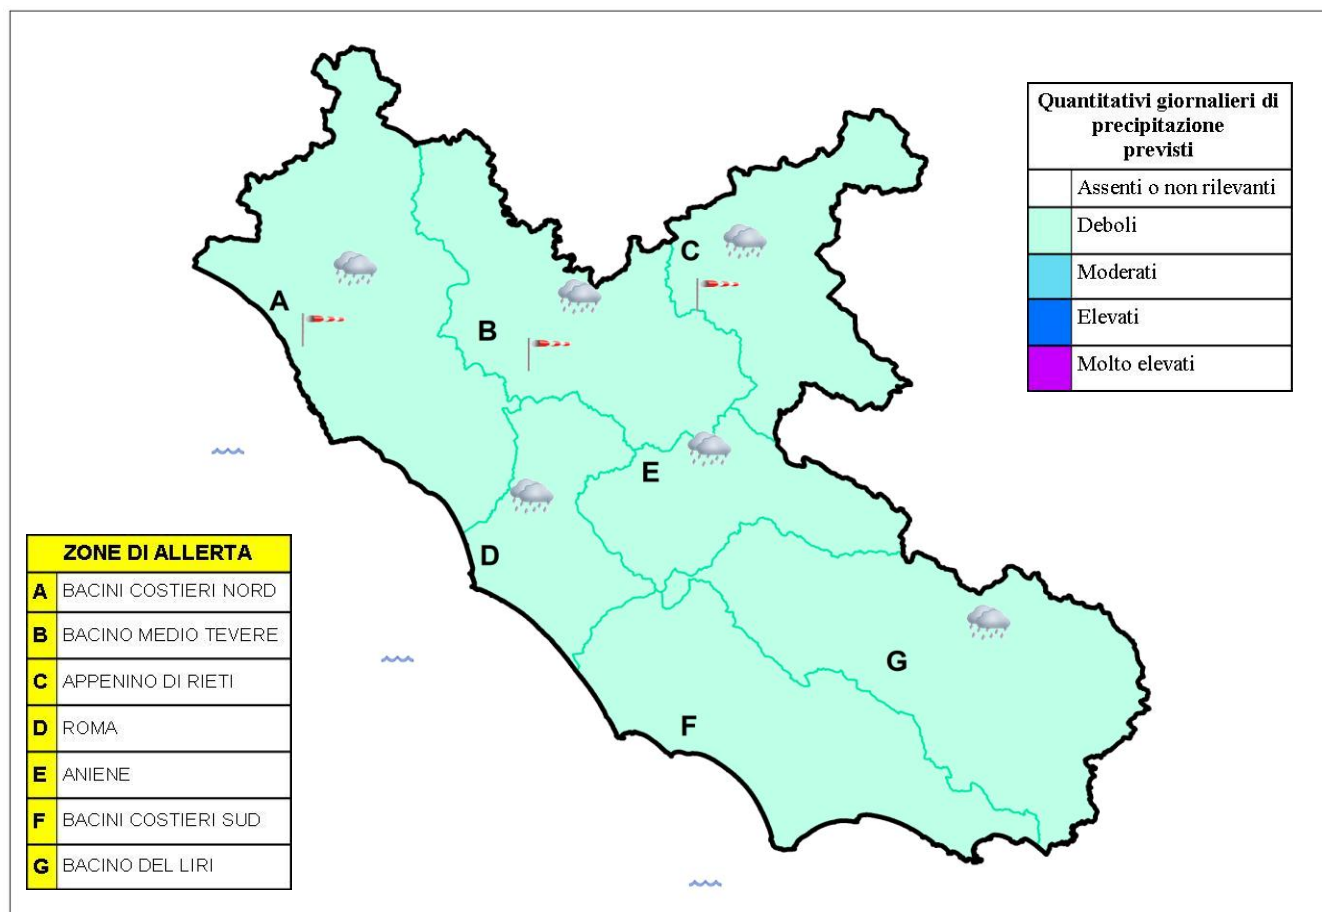 Quantitativi giornalieri di
precipitazione
previsti
Assenti o non rilevanti
Deboli
Moderati
Elevati
Molto elevati
C
A
B
E
D
G
F
ZONE DI ALLERTA
A BACINI COSTIERI NORD
B BACINO MEDIO TEVERE
C APPENINO DI RIETI
D ROMA
E ANIENE
F BACINI COSTIERI SUD
G BACINO DEL LIRI